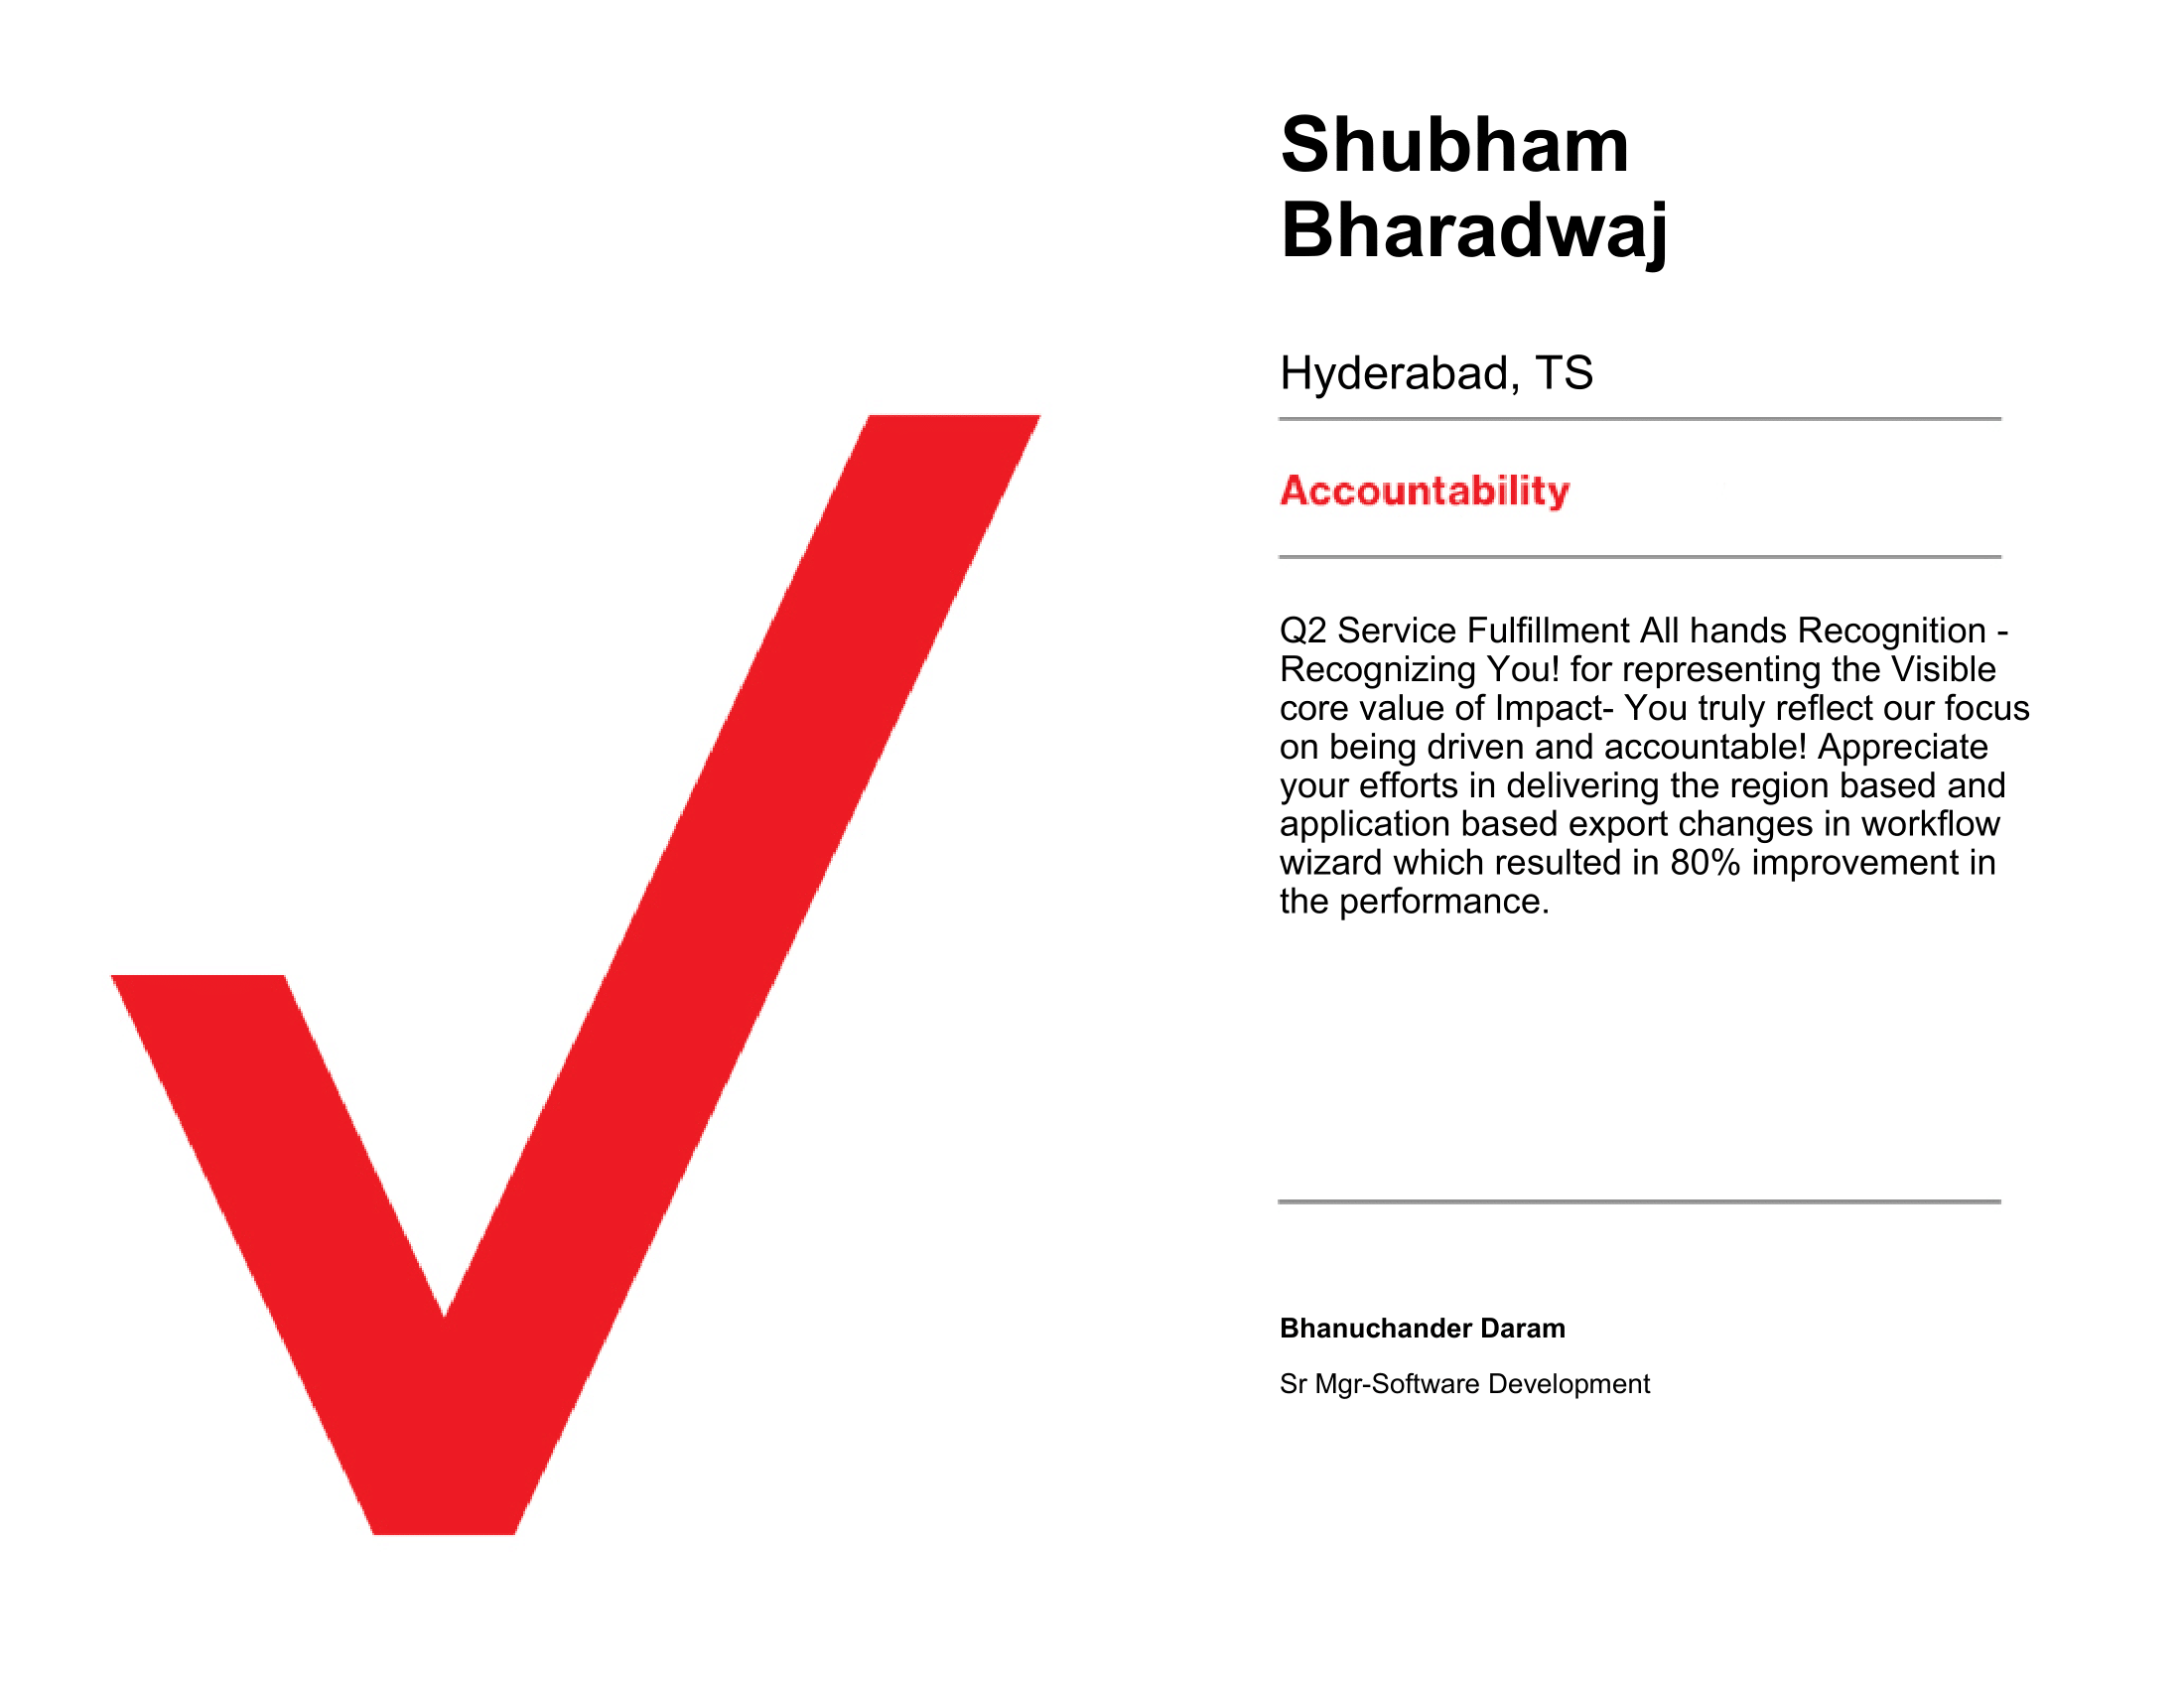 Shubham
Bharadwaj
Hyderabad, TS
Accountability
Q2 Service Fulfillment All hands Recognition -
Recognizing You! for representing the Visible
core value of Impact- You truly reflect our focus
on being driven and accountable! Appreciate
your efforts in delivering the region based and
application based export changes in workflow
wizard which resulted in 80% improvement in
the performance.
Bhanuchander Daram
Sr Mgr-Software Development